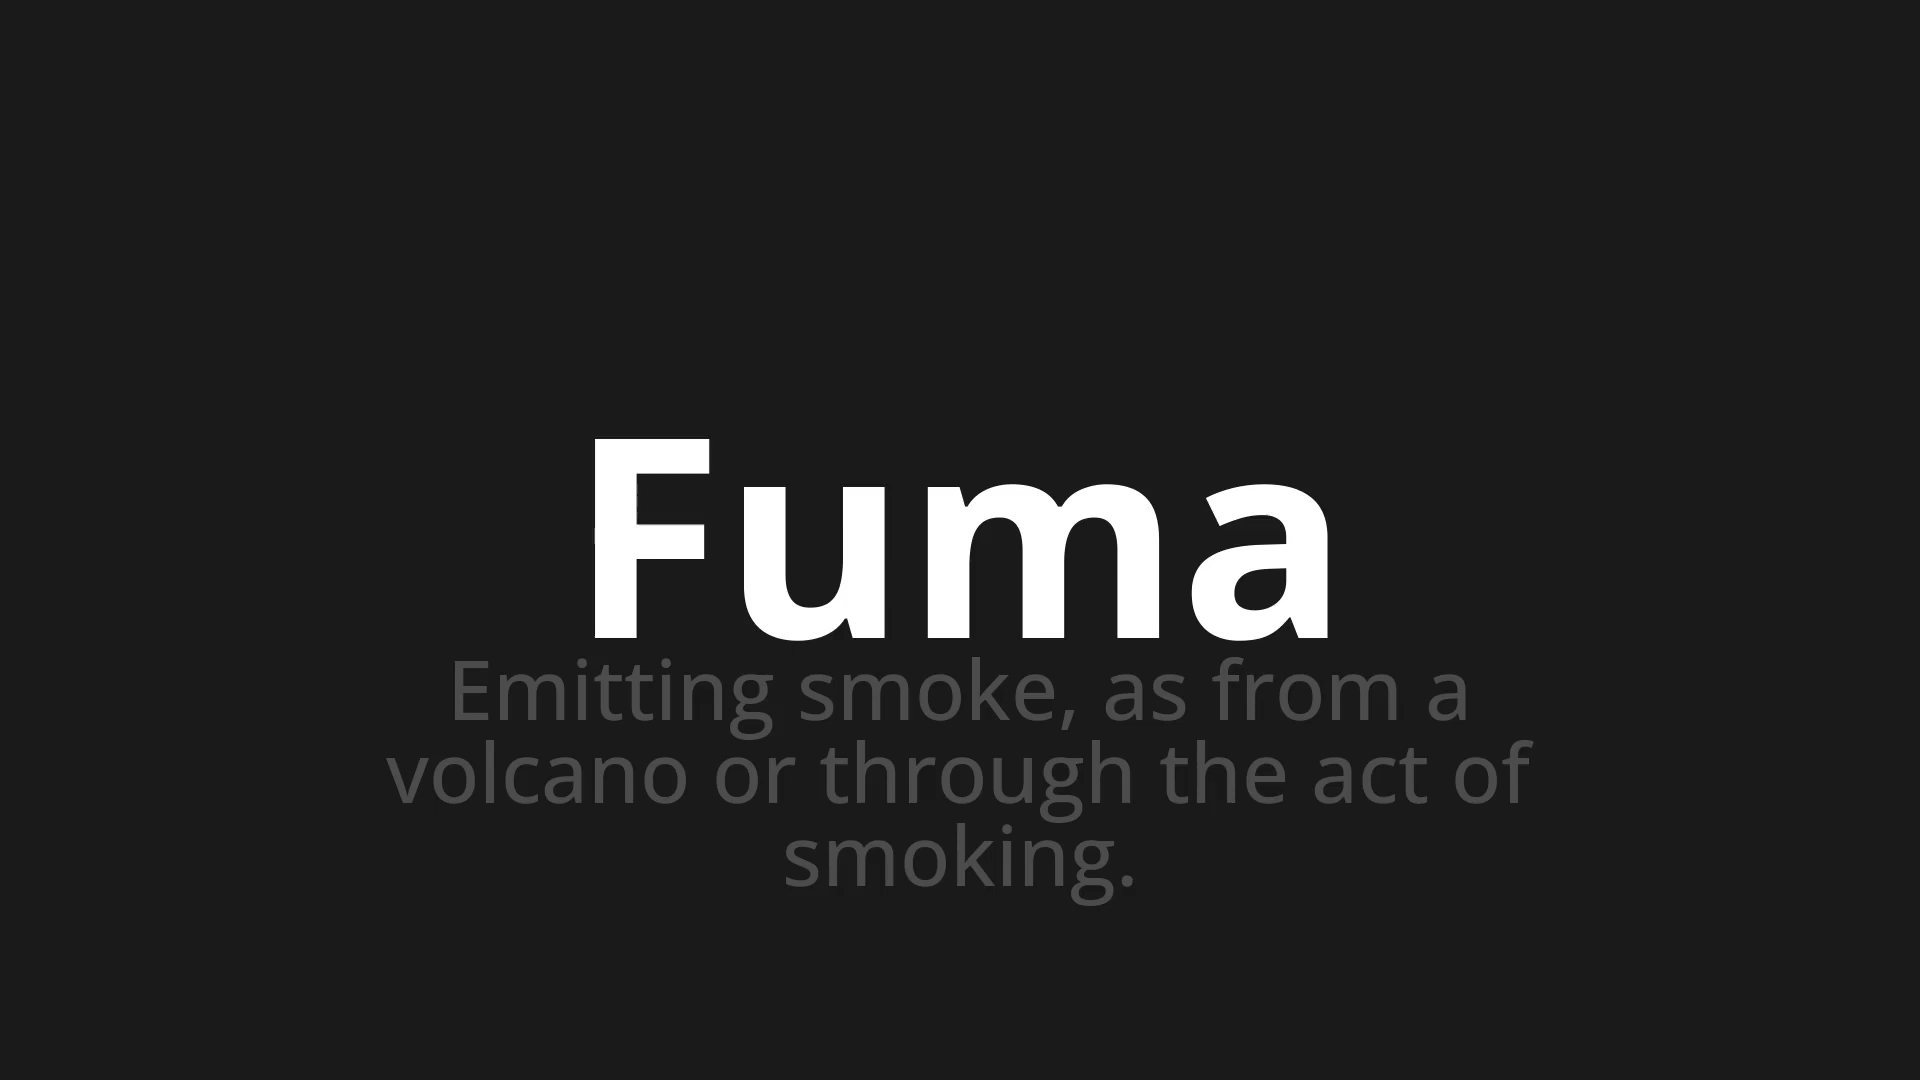 Fuma
Emitting smoke, as from a
volcano or through the act of
smoking.